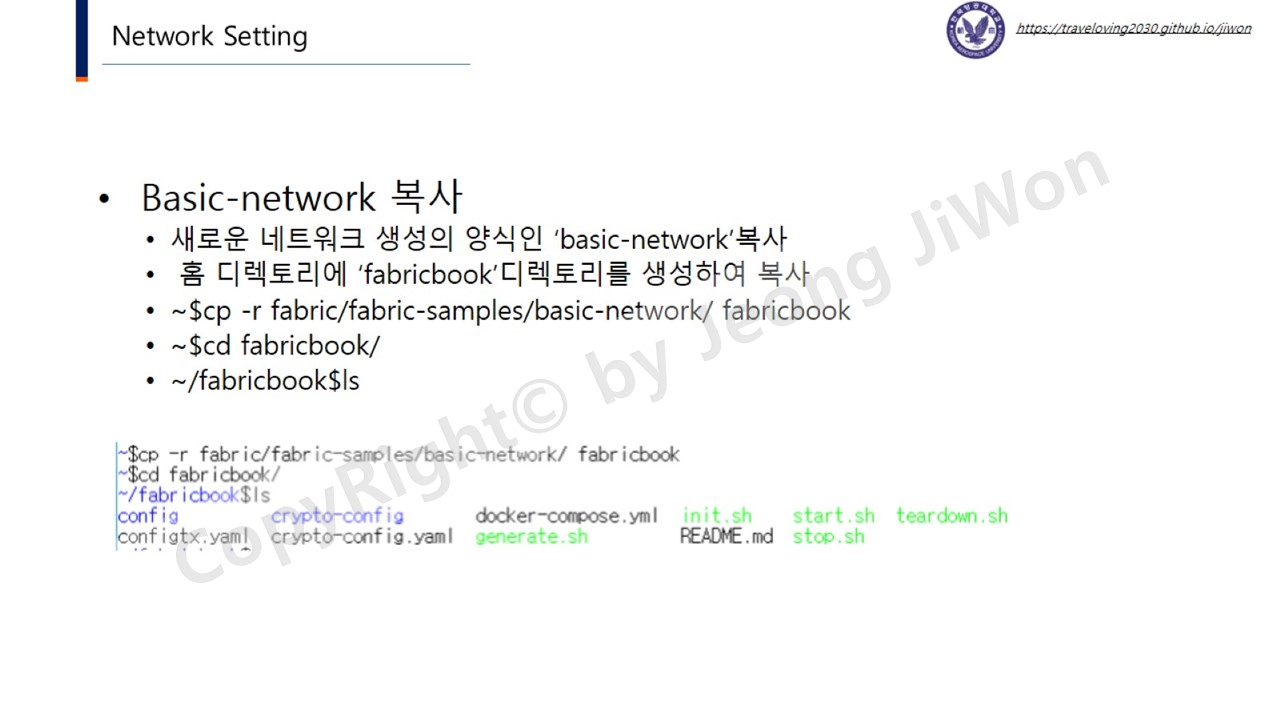 Network Setting
https://traveloving2030.github.io/jiwon
• Basic-network 복사
• 새로운 네트워크 생성의 양식인 ‘basic-network’복사
• 홈 디렉토리에 ‘fabricbook’디렉토리를 생성하여 복사
• ~$cp -r fabric/fabric-samples/basic-network/ fabricbook
• ~$cd fabricbook/
• ~/fabricbook$ls
~$cp -r fabric/fabric-samples/basic-network/ fabricbook
~$cd fabricbook/
~/fabricbook$ls
config crypto-config docker-compose.yml init.sh start.sh teardown.sh
configtx.yaml crypto-config.yaml generate.sh README.md stop.sh
CopyRight© by Jeong JiWon